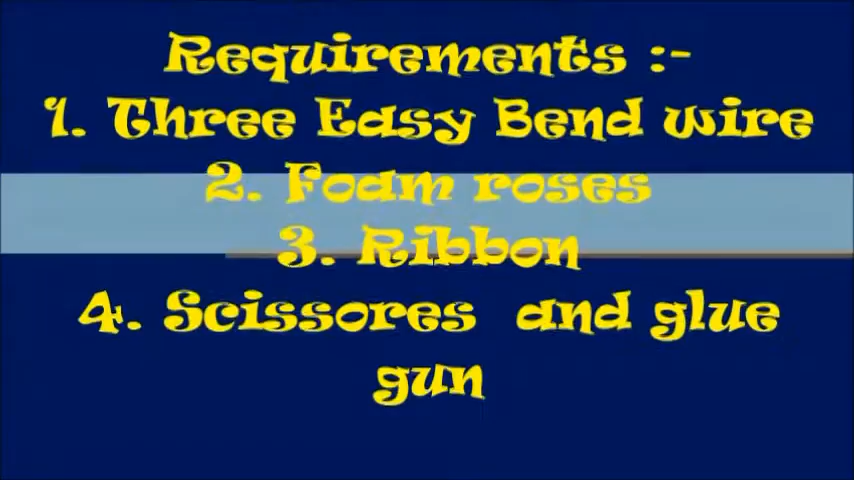 Requirements :-
1. Three Easy Bend wire
2. Foam roses
3. Ribbon
4. Scissores and glue
gun